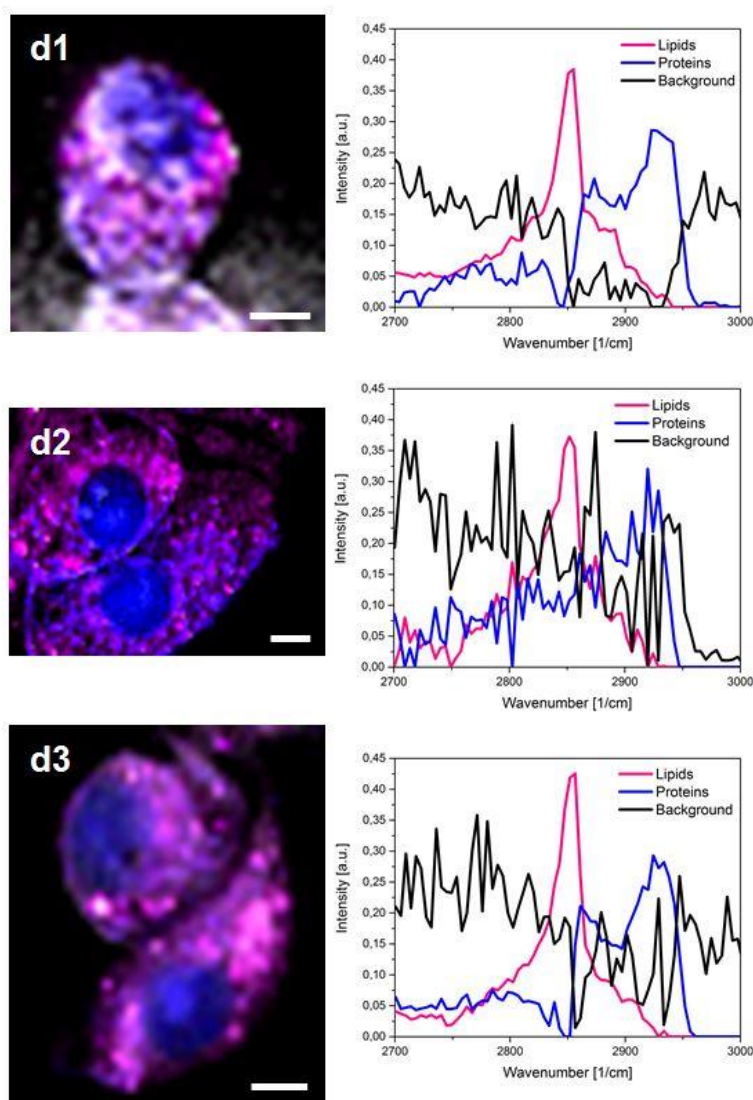 d1
Lipids
Proteins
Background
0,45
0,40
0,35
0,30
0,25
0,20
0,15
0,10
0,05
0,00
Intensity [a.u.]
2700 2800 2900 3000
Wavenumber [1/cm]
d2
Lipids
Proteins
Background
0,45
0,40
0,35
0,30
0,25
0,20
0,15
0,10
0,05
0,00
Intensity [a.u.]
2700 2800 2900 3000
Wavenumber [1/cm]
d3
Lipids
Proteins
Background
0,45
0,40
0,35
0,30
0,25
0,20
0,15
0,10
0,05
0,00
Intensity [a.u.]
2700 2800 2900 3000
Wavenumber [1/cm]